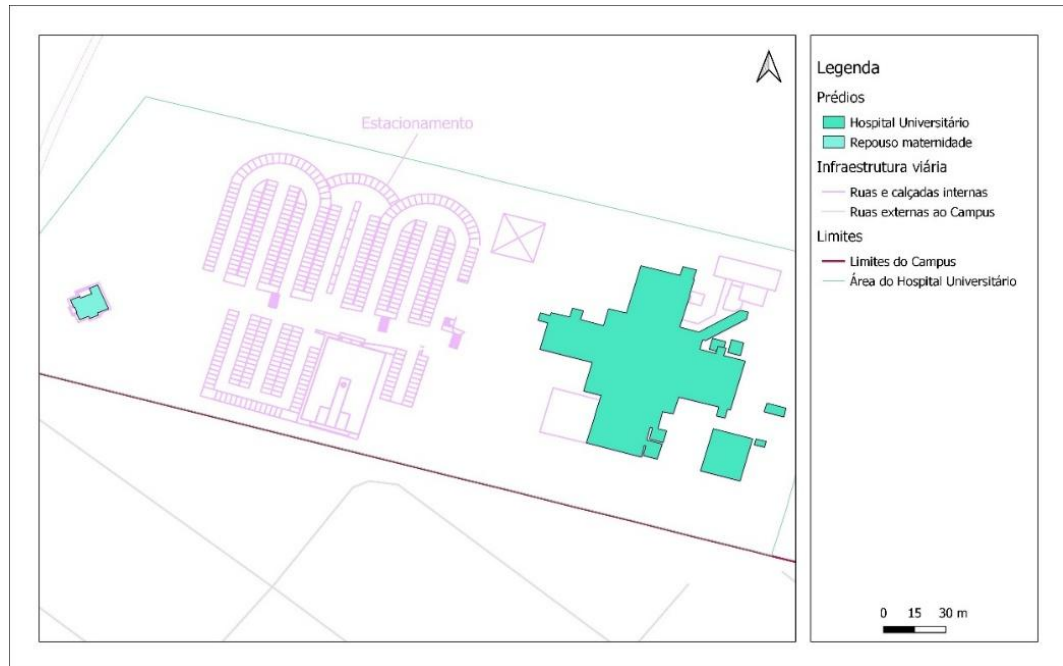 Estacionamento
Legenda
Prédios
Hospital Universitário
Repouso maternidade
Infraestrutura viária
Ruas e calçadas internas
Ruas externas ao Campus
Limites
Limites do Campus
Área do Hospital Universitário
0 15 30 m